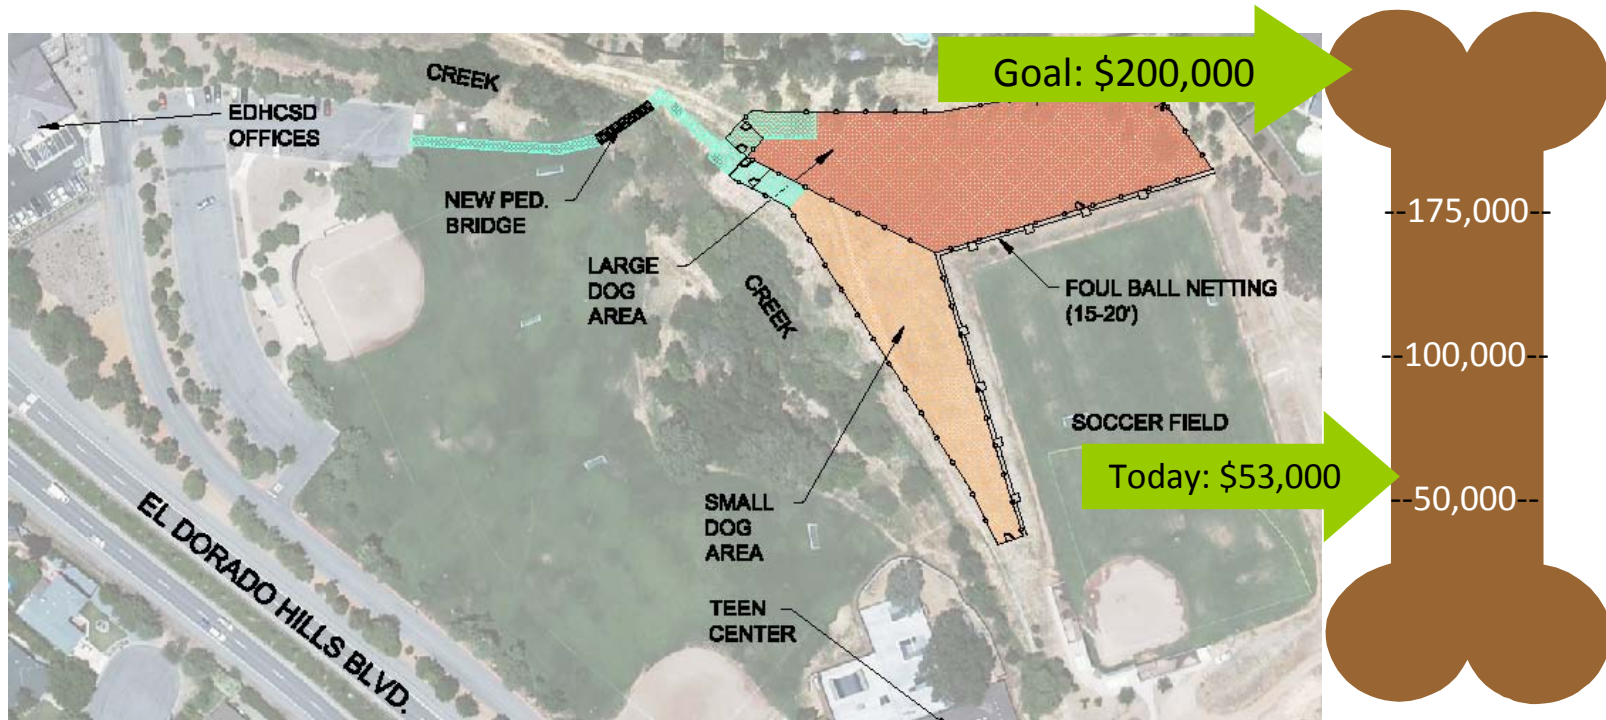 Goal: $200,000
CREEK
EDHCSD
OFFICES
NEW PED.
BRIDGE
--175,000--
LARGE
DOG
AREA
CREEK
FOUL BALL NETTING
(15-20')
--100,000--
SOCCER FIELD
Today: $53,000
--50,000--
SMALL
DOG
AREA
EL DORADO HILLS BLVD.
TEEN
CENTER